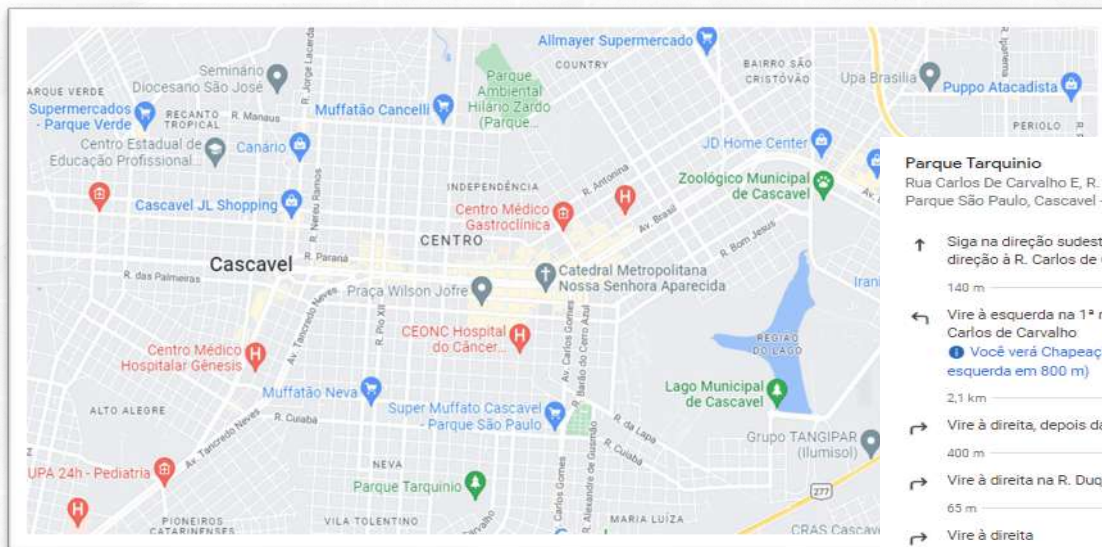 Allmayer Supermercado
COUNTRY
BAIRRO SÃO
CRISTÓVÃO
R. Ipanema
Upa Brasília
Puppo Atacadista
PERIOLO
Seminário
Diocesano São José
R. Jorge Lacerda
Parque
Ambiental
Hilário Zardo
(Parque...
ARQUE VERDE
Supermercados
- Parque Verde
RECANTO
TROPICAL
R. Manaus
Muffatão Cancelli
Centro Estadual de
Educação Profissional...
Canário
JD Home Center
Zoológico Municipal
de Cascavel
R. Antonina
INDEPENDÊNCIA
Cascavel JL Shopping
R. Nereu Ramos
Centro Médico
Gastroclínica
Av. Brasil
R. Bom Jesus
CENTRO
R. Paraná
Cascavel
R. das Palmeiras
Catedral Metropolitana
Nossa Senhora Aparecida
Praça Wilson Jofre
Av. Tancredo Neves
R. Pio XII
CEONC Hospital
do Câncer...
Av. Carlos Gomes
R. Barão do Cerro Azul
REGIÃO
DO LAGO
Centro Médico
Hospitalar Gênesis
Lago Municipal
de Cascavel
Muffatão Neva
ALTO ALEGRE
R. Cuiabá
Super Muffato Cascavel
- Parque São Paulo
R. da Lapa
R. Cuiabá
Grupo TANGIPAR
(Ilumisol)
Av. Tancredo Neves
UPA 24h - Pediatria
NEVA
Parque Tarquinio
Carlos Gomes
R. Alexandre de Gusmão
277
PIONEIROS
CATARINENSES
VILA TOLENTINO
Carvalho
MARIA LUÍZA
CRAS Cascav
Parque Tarquinio
Rua Carlos De Carvalho E, R.
Parque São Paulo, Cascavel -
Siga na direção sudest
direção à R. Carlos de
140 m
Vire à esquerda na 1ª
Carlos de Carvalho
Você verá Chapeaç
esquerda em 800 m)
2,1 km
Vire à direita, depois da
400 m
Vire à direita na R. Duq
65 m
Vire à direita